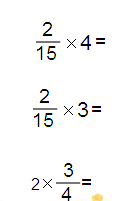 2/15 × 4 =
2/15 × 3 =
2 × 3/4 =